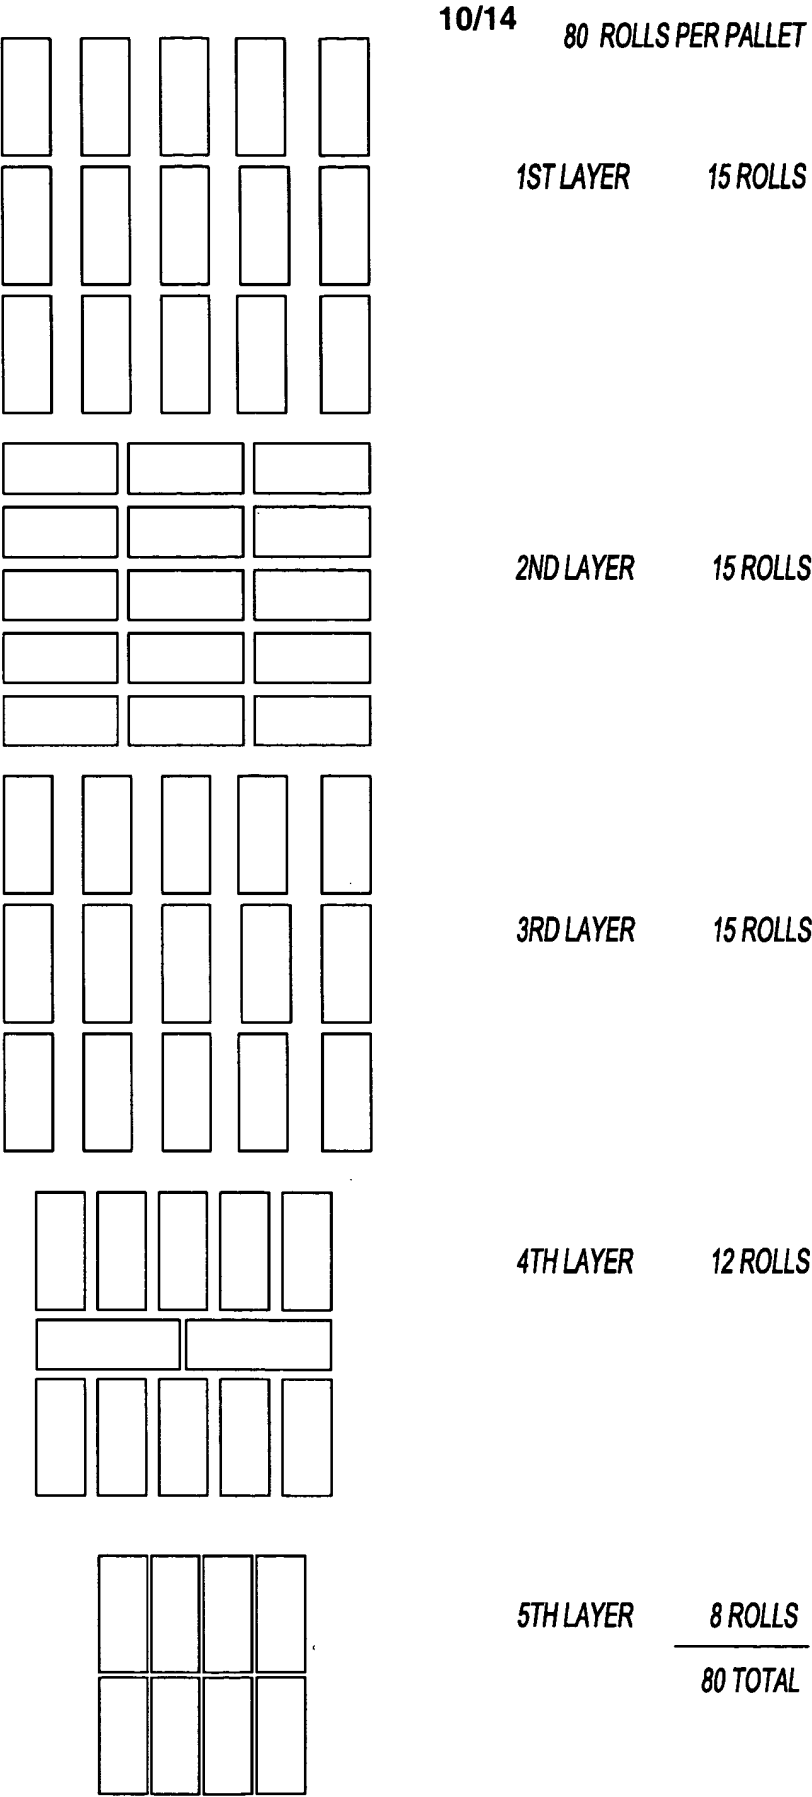 10/14 80 ROLLS PER PALLET
1ST LAYER 15 ROLLS
2ND LAYER 15 ROLLS
3RD LAYER 15 ROLLS
4TH LAYER 12 ROLLS
5TH LAYER 8 ROLLS
80 TOTAL